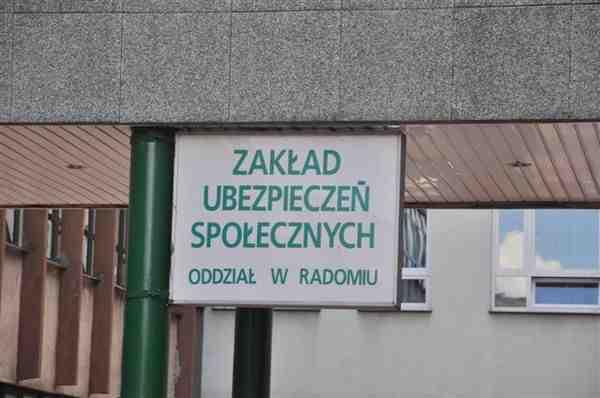 ZAKŁAD
UBEZPIECZEŃ
SPOŁECZNYCH
ODDZIAŁ W RADOMIU